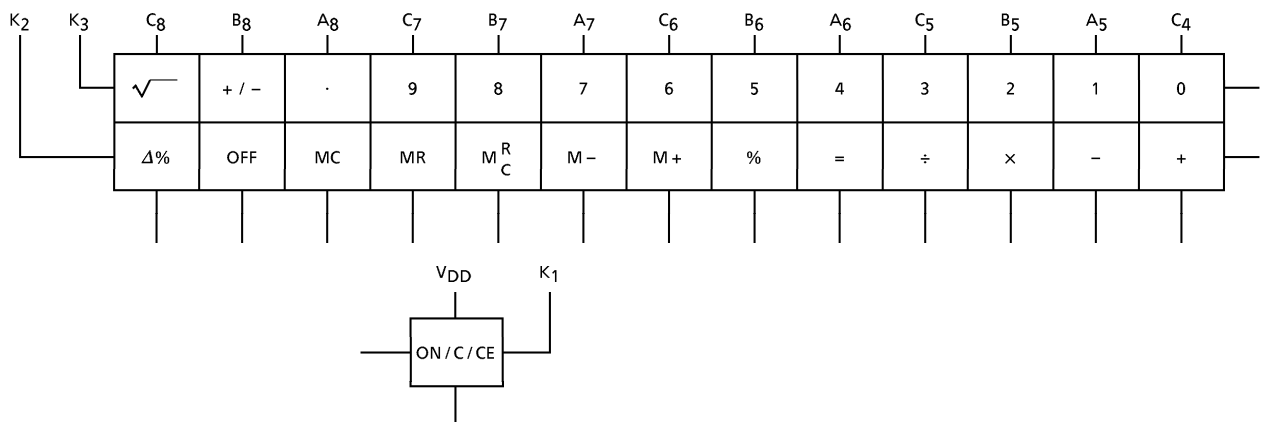 K2 K3 C8 B8 A8 C7 B7 A7 C6 B6 A6 C5 B5 A5 C4
√ +/− · 9 8 7 6 5 4 3 2 1 0
Δ% OFF MC MR M R C M− M+ % = ÷ × − +
VDD K1
ON/C/CE